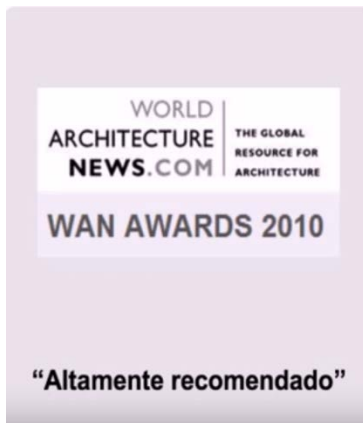 WORLD
ARCHITECTURE
NEWS.COM
THE GLOBAL
RESOURCE FOR
ARCHITECTURE
WAN AWARDS 2010
“Altamente recomendado”